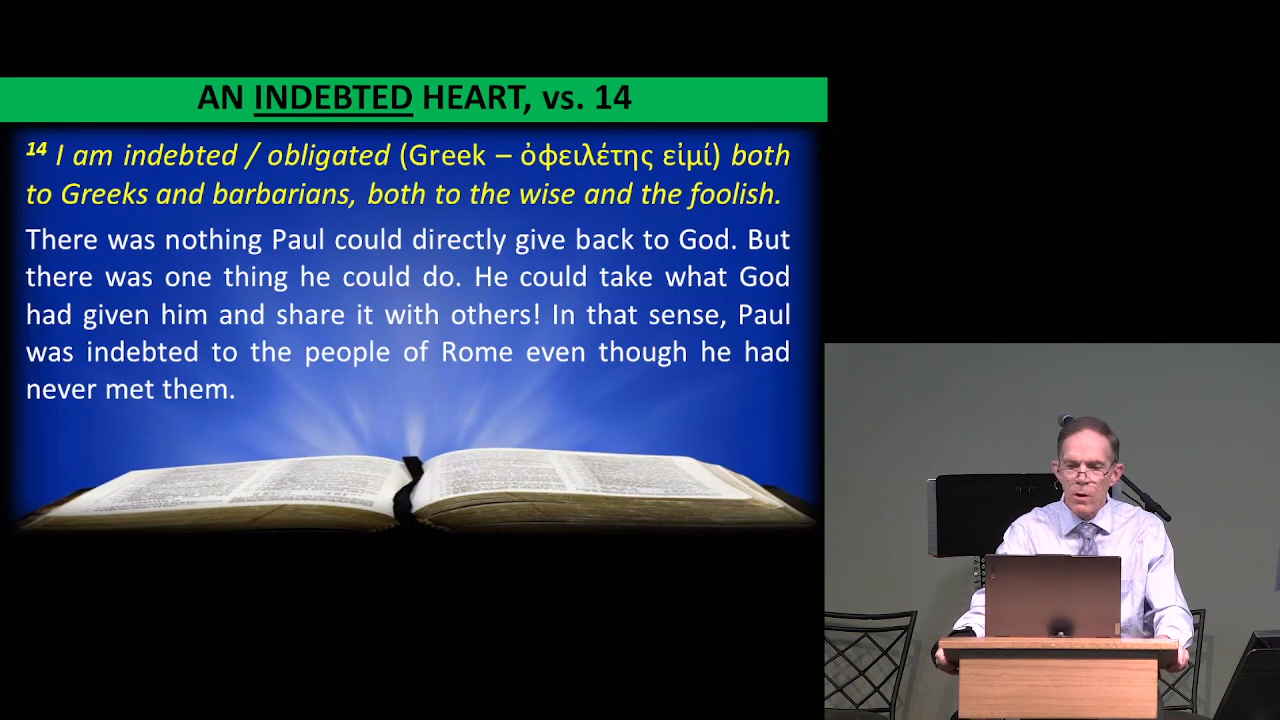 AN INDEBTED HEART, vs. 14
14 I am indebted / obligated (Greek – ὀφειλέτης εἰμί) both
to Greeks and barbarians, both to the wise and the foolish.
There was nothing Paul could directly give back to God. But
there was one thing he could do. He could take what God
had given him and share it with others! In that sense, Paul
was indebted to the people of Rome even though he had
never met them.